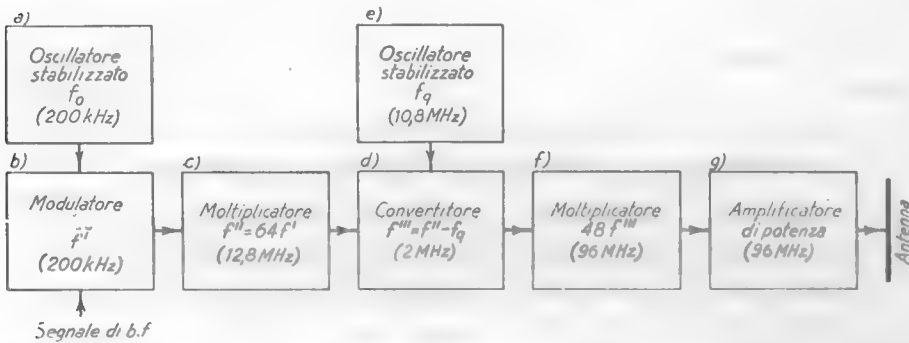 a)
Oscillatore
stabilizzato
fo
(200 kHz)
e)
Oscillatore
stabilizzato
fq
(10,8 MHz)
b)
Modulatore
f'
(200 kHz)
c)
Moltiplicatore
f" = 64 f'
(12,8 MHz)
d)
Convertitore
f''' = f" - fq
(2 MHz)
f)
Moltiplicatore
48 f'''
(96 MHz)
g)
Amplificatore
di potenza
(96 MHz)
Antenna
Segnale di b.f